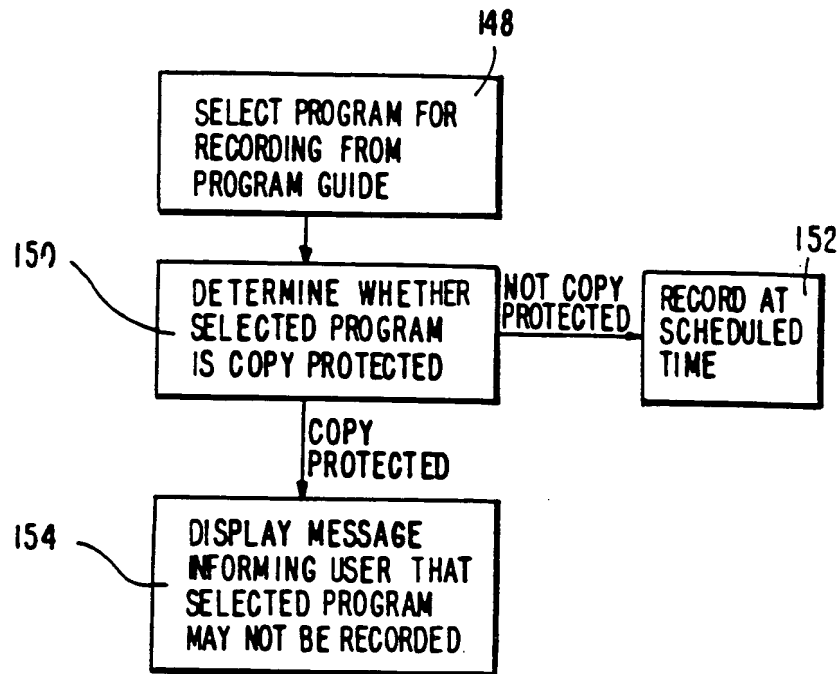 148
SELECT PROGRAM FOR
RECORDING FROM
PROGRAM GUIDE
150
DETERMINE WHETHER
SELECTED PROGRAM
IS COPY PROTECTED
NOT COPY
PROTECTED
152
RECORD AT
SCHEDULED
TIME
COPY
PROTECTED
154
DISPLAY MESSAGE
INFORMING USER THAT
SELECTED PROGRAM
MAY NOT BE RECORDED